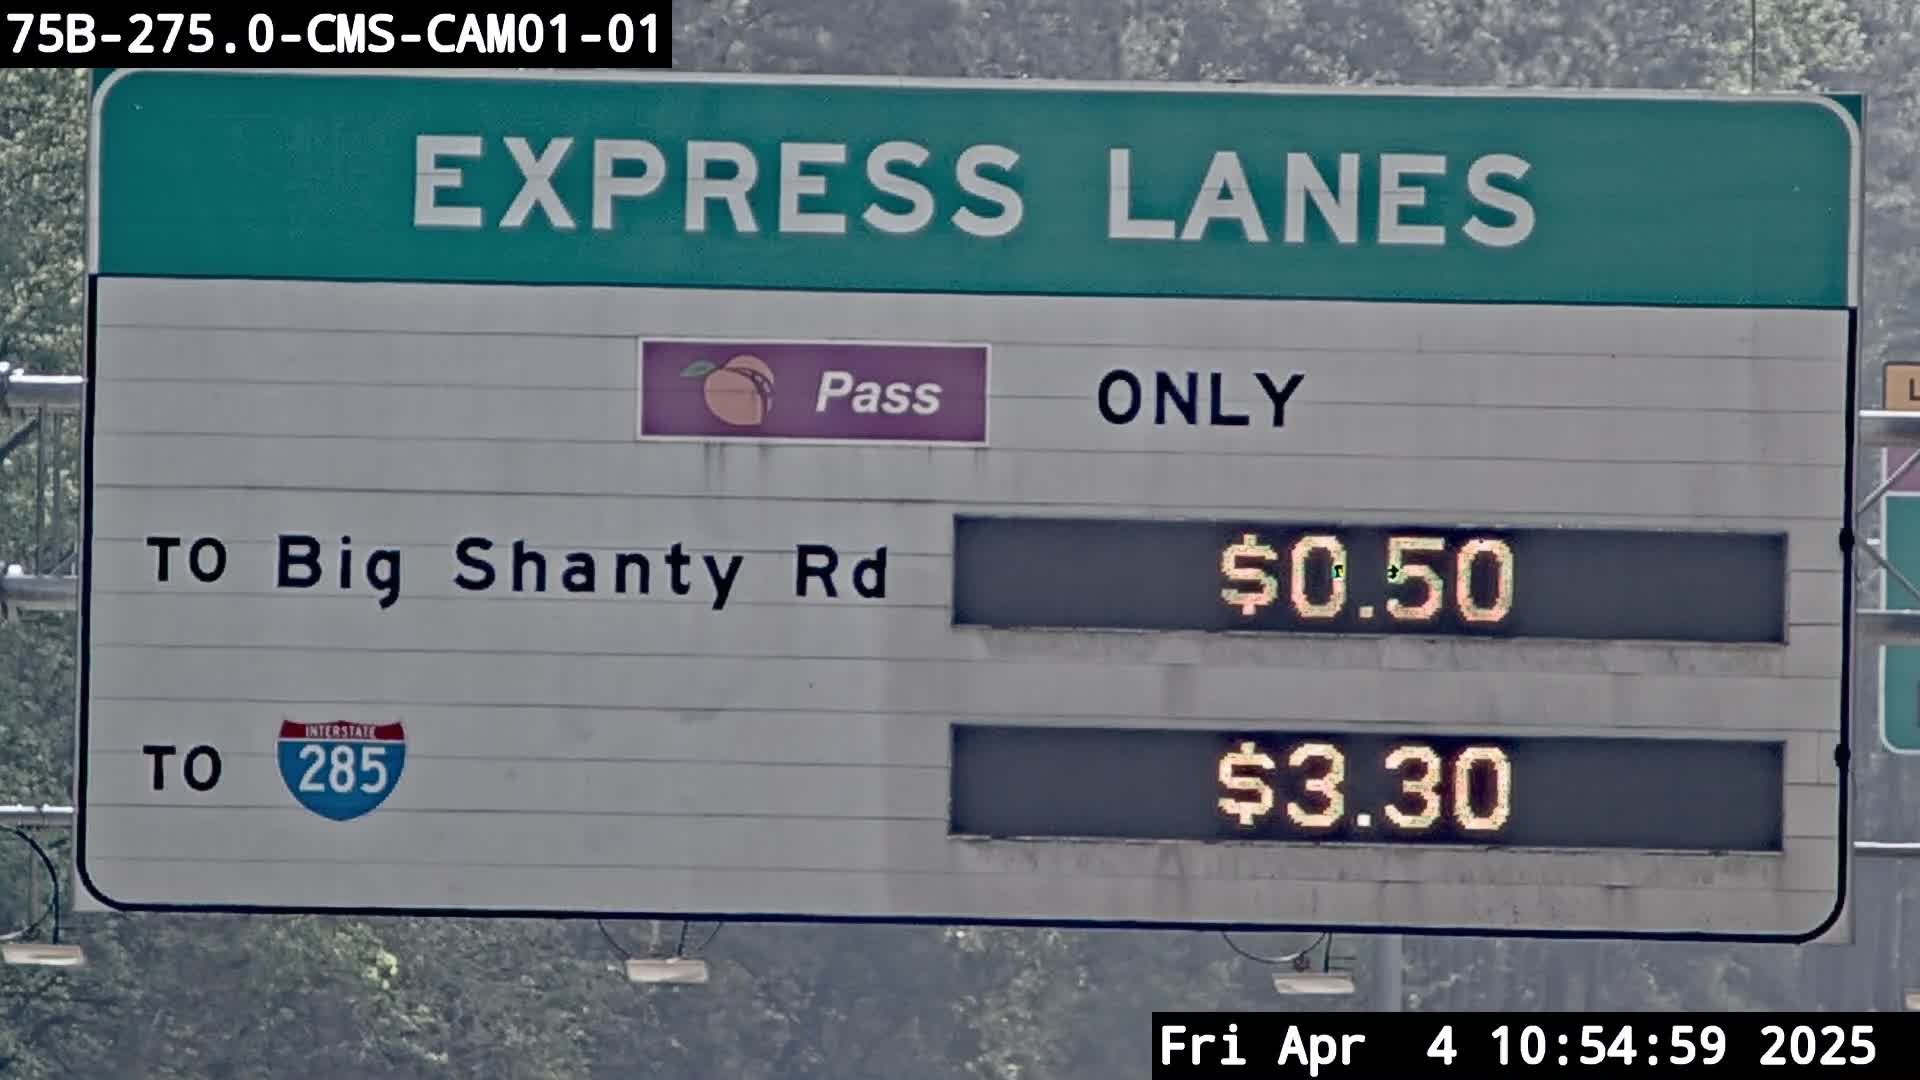 75B-275.0-CMS-CAM01-01
EXPRESS LANES
Pass ONLY
TO Big Shanty Rd $0.50
TO INTERSTATE 285 $3.30
Fri Apr 4 10:54:59 2025